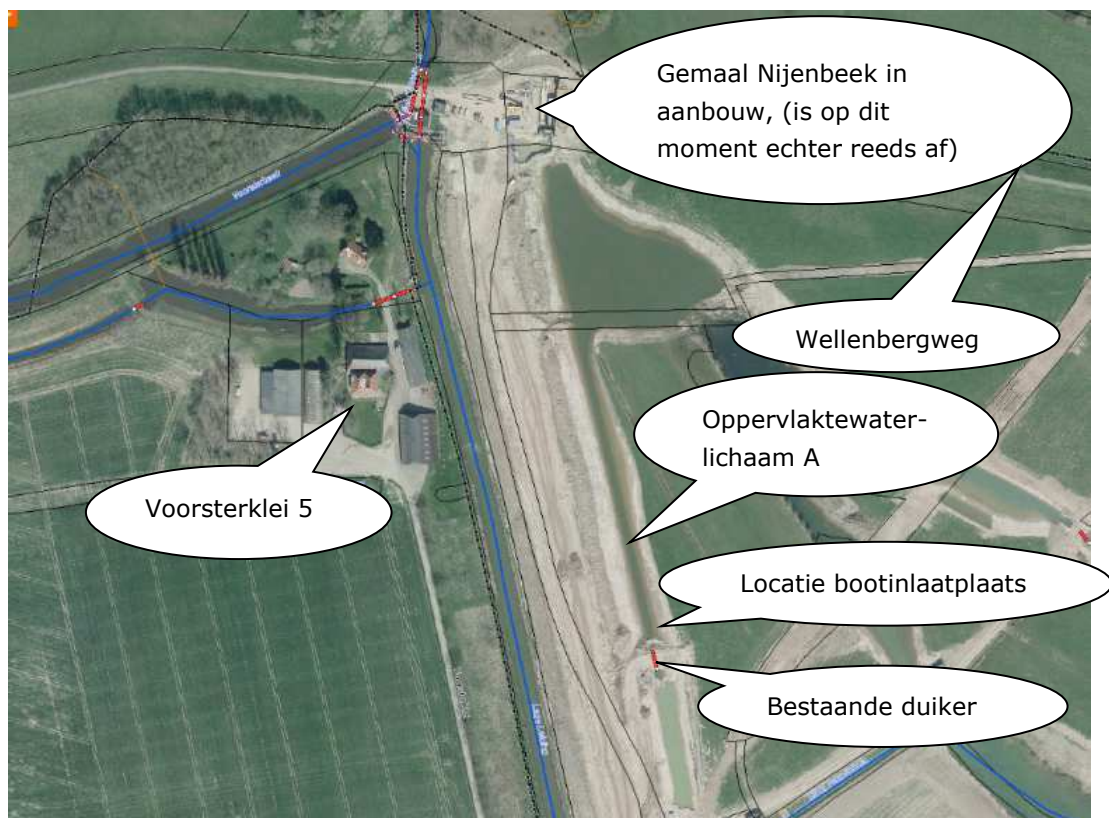 Gemaal Nijenbeek in
aanbouw, (is op dit
moment echter reeds af)
Voorsterbeek
Wellenbergweg
Oppervlaktewater-
lichaam A
Voorsterklei 5
Locatie bootinlaatplaats
Bestaande duiker